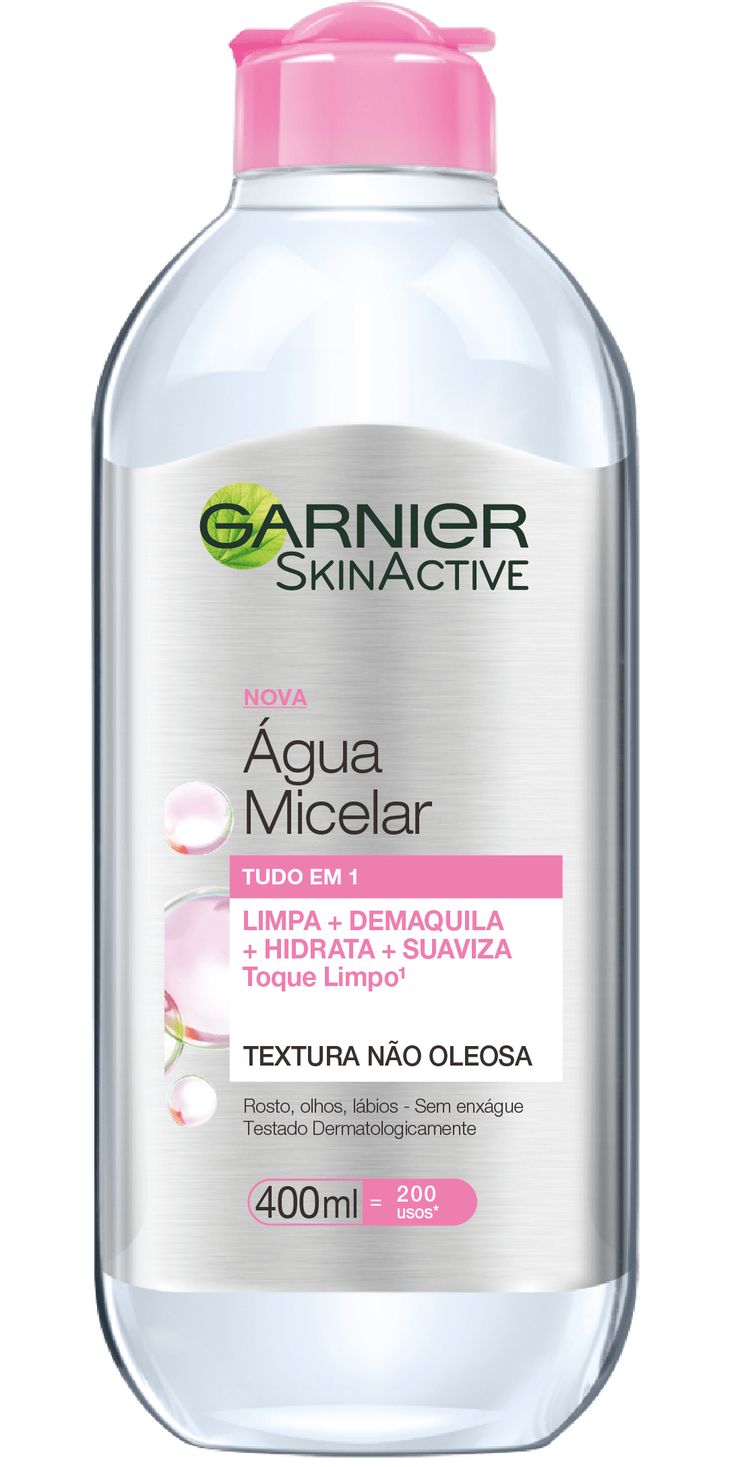 GARNIER
SKINACTIVE
NOVA
Água
Micelar
TUDO EM 1
LIMPA + DEMAQUILA
+ HIDRATA + SUAVIZA
Toque Limpo¹
TEXTURA NÃO OLEOSA
Rosto, olhos, lábios - Sem enxágue
Testado Dermatologicamente
400ml = 200
usos*